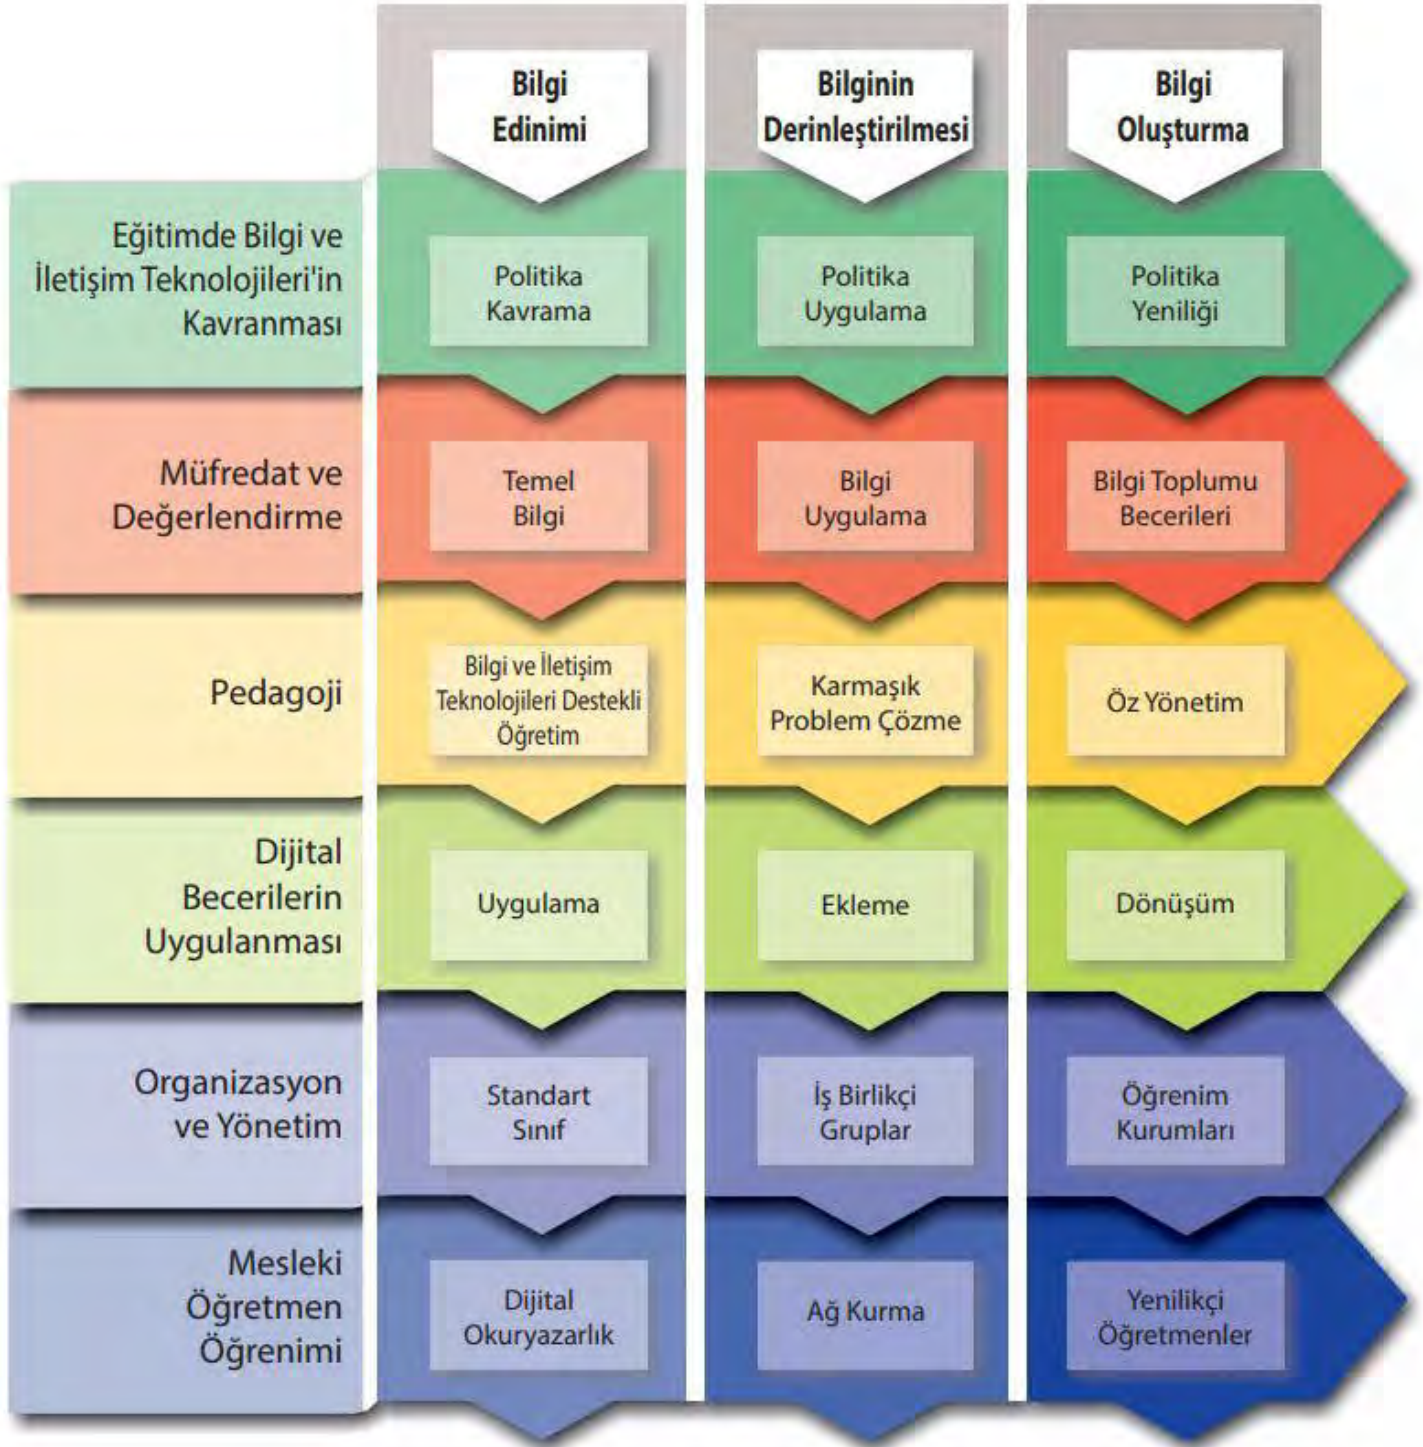 Bilgi
Edinimi
Bilginin
Derinleştirilmesi
Bilgi
Oluşturma
Eğitimde Bilgi ve
İletişim Teknolojileri'in
Kavranması
Politika
Kavrama
Politika
Uygulama
Politika
Yeniliği
Müfredat ve
Değerlendirme
Temel
Bilgi
Bilgi
Uygulama
Bilgi Toplumu
Becerileri
Pedagoji
Bilgi ve İletişim
Teknolojileri Destekli
Öğretim
Karmaşık
Problem Çözme
Öz Yönetim
Dijital
Becerilerin
Uygulanması
Uygulama
Ekleme
Dönüşüm
Organizasyon
ve Yönetim
Standart
Sınıf
İş Birlikçi
Gruplar
Öğrenim
Kurumları
Mesleki
Öğretmen
Öğrenimi
Dijital
Okuryazarlık
Ağ Kurma
Yenilikçi
Öğretmenler